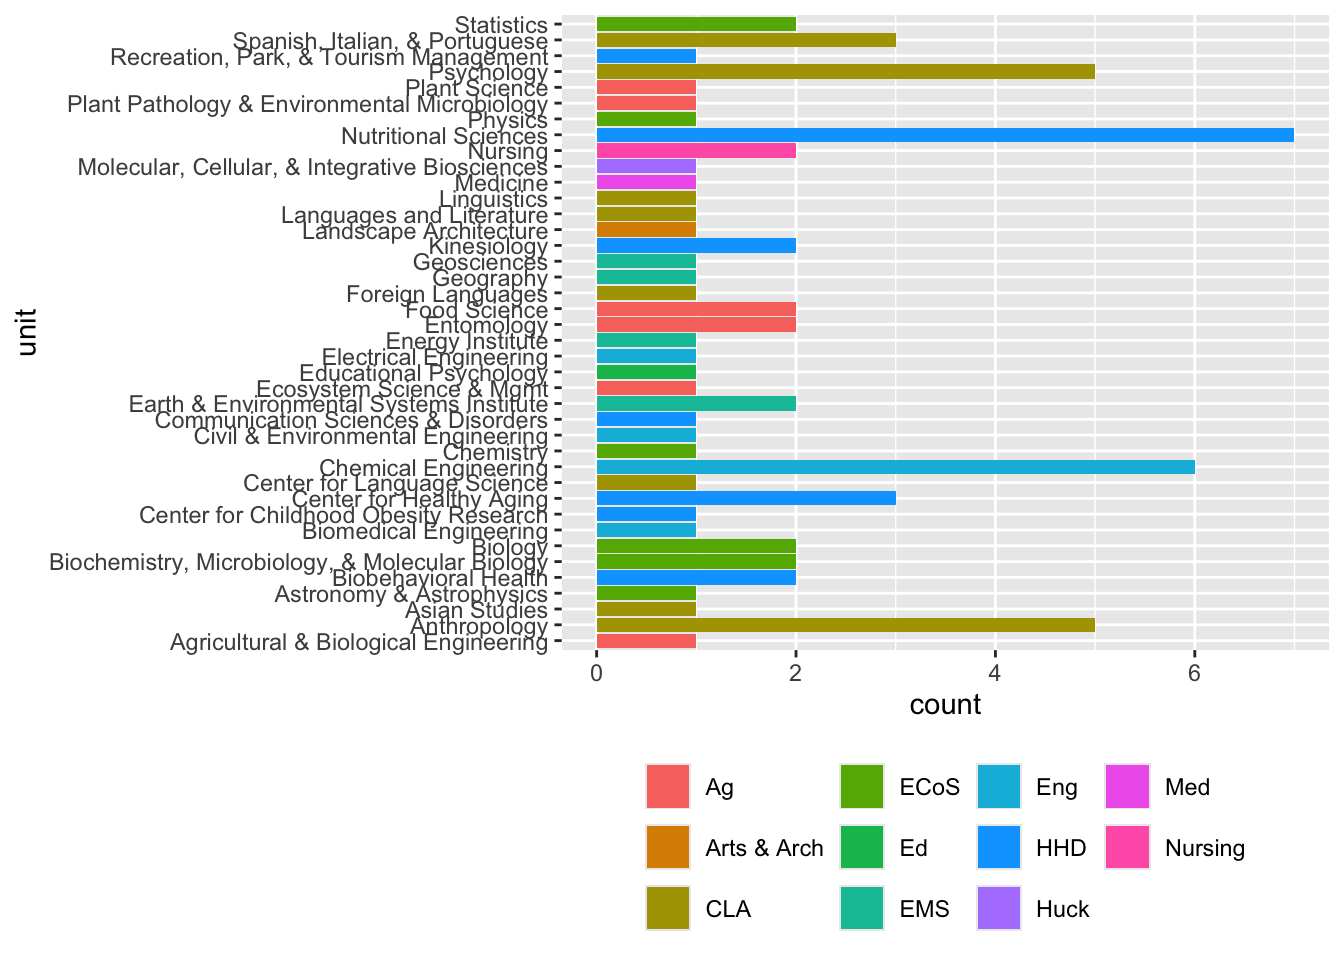 Statistics
Spanish, Italian, & Portuguese
Recreation, Park, & Tourism Management
Psychology
Plant Science
Plant Pathology & Environmental Microbiology
Physics
Nutritional Sciences
Nursing
Molecular, Cellular, & Integrative Biosciences
Medicine
Linguistics
Languages and Literature
Landscape Architecture
Kinesiology
Geosciences
Geography
Foreign Languages
Food Science
Entomology
Energy Institute
Electrical Engineering
Educational Psychology
Ecosystem Science & Mgmt
Earth & Environmental Systems Institute
Communication Sciences & Disorders
Civil & Environmental Engineering
Chemistry
Chemical Engineering
Center for Language Science
Center for Healthy Aging
Center for Childhood Obesity Research
Biomedical Engineering
Biology
Biochemistry, Microbiology, & Molecular Biology
Biobehavioral Health
Astronomy & Astrophysics
Asian Studies
Anthropology
Agricultural & Biological Engineering
unit
0 2 4 6
count
Ag ECoS Eng Med
Arts & Arch Ed HHD Nursing
CLA EMS Huck